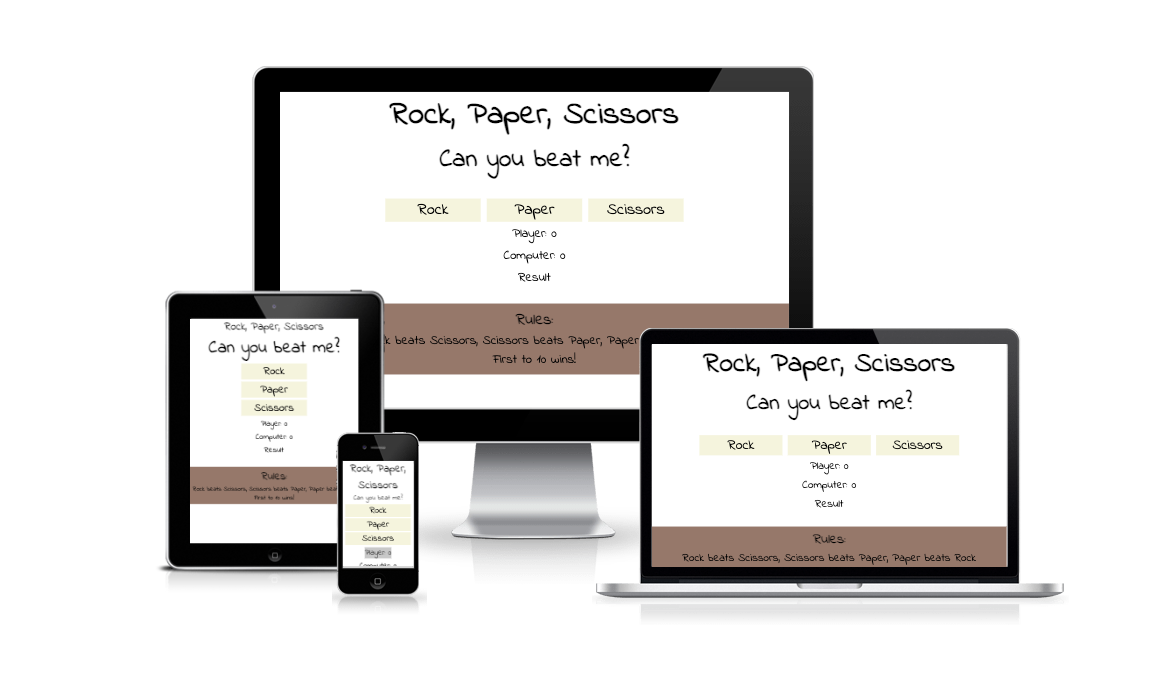 Rock, Paper, Scissors
Can you beat me?
Rock Paper Scissors
Player: 0
Computer: 0
Result
Rules:
beats Scissors, Scissors beats Paper, Paper
First to 10 wins!
Rock, Paper, Scissors
Can you beat me?
Rock
Paper
Scissors
Player: 0
Computer: 0
Result
Rules:
Rock beats Scissors, Scissors beats Paper, Paper
First to 10 wins!
Rock, Paper,
Scissors
Can you beat me?
Rock
Paper
Scissors
Player: 0
Computer: 0
Rock, Paper, Scissors
Can you beat me?
Rock Paper Scissors
Player: 0
Computer: 0
Result
Rules:
Rock beats Scissors, Scissors beats Paper, Paper beats Rock